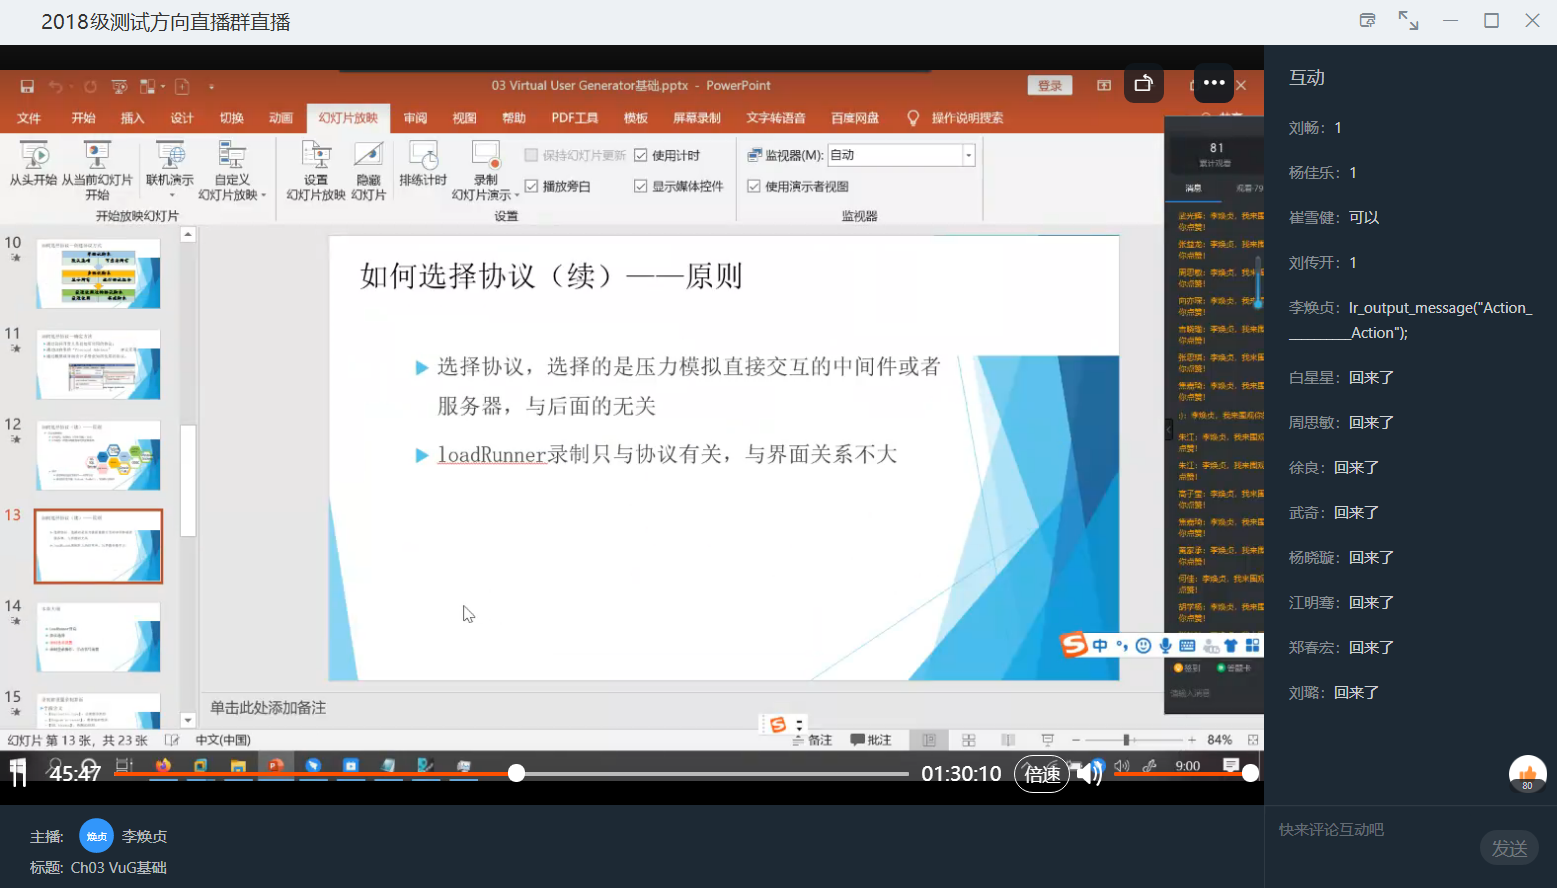 2018级测试方向直播群直播
03 Virtual User Generator基础.pptx - PowerPoint
登录
文件 开始 插入 设计 切换 动画 幻灯片放映 审阅 视图 帮助 PDF工具 模板 屏幕录制 文字转语音 百度网盘 操作说明搜索
从头开始 从当前幻灯片开始 联机演示 自定义幻灯片放映
开始放映幻灯片
设置幻灯片放映 隐藏幻灯片 排练计时 录制幻灯片演示
保持幻灯片更新 使用计时
播放旁白 显示媒体控件
设置
监视器(M): 自动
使用演示者视图
监视器
10
11
12
13
14
15
如何选择协议（续）——原则
选择协议，选择的是压力模拟直接交互的中间件或者
服务器，与后面的无关
loadRunner录制只与协议有关，与界面关系不大
单击此处添加备注
幻灯片 第 13 张，共 23 张 中文(中国) 备注 批注 84%
81
累计观看
消息 观看·79
中
45:47 01:30:10 倍速 9:00
主播: 焕贞 李焕贞
标题: Ch03 VuG基础
互动
刘畅: 1
杨佳乐: 1
崔雪健: 可以
刘传开: 1
李焕贞: lr_output_message("Action_
_________Action");
白星星: 回来了
周思敏: 回来了
徐良: 回来了
武奇: 回来了
杨晓璇: 回来了
江明骞: 回来了
郑春宏: 回来了
刘璐: 回来了
80
快来评论互动吧
发送